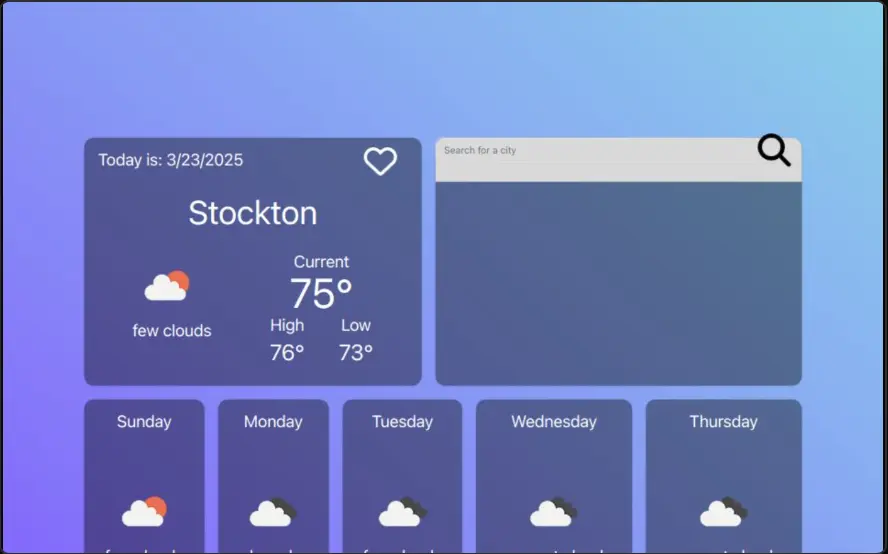 Today is: 3/23/2025
Search for a city
Stockton
Current
75°
few clouds
High Low
76° 73°
Sunday Monday Tuesday Wednesday Thursday